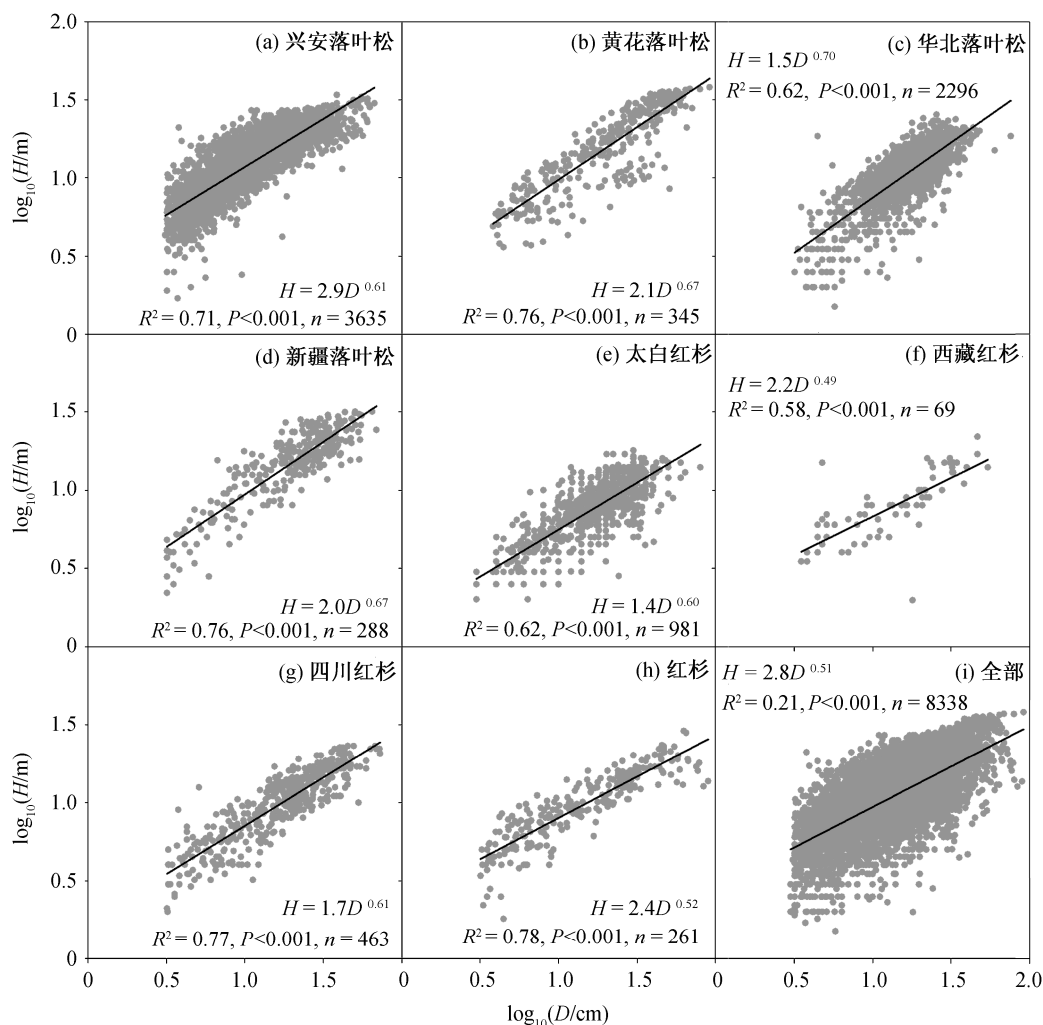 2.0
1.5
1.0
0.5
0
log10(H/m)
(a) 兴安落叶松
H = 2.9D 0.61
R2 = 0.71, P<0.001, n = 3635
(b) 黄花落叶松
H = 2.1D 0.67
R2 = 0.76, P<0.001, n = 345
(c) 华北落叶松
H = 1.5D 0.70
R2 = 0.62, P<0.001, n = 2296
1.5
1.0
0.5
0
log10(H/m)
(d) 新疆落叶松
H = 2.0D 0.67
R2 = 0.76, P<0.001, n = 288
(e) 太白红杉
H = 1.4D 0.60
R2 = 0.62, P<0.001, n = 981
(f) 西藏红杉
H = 2.2D 0.49
R2 = 0.58, P<0.001, n = 69
1.5
1.0
0.5
0
log10(H/m)
(g) 四川红杉
H = 1.7D 0.61
R2 = 0.77, P<0.001, n = 463
(h) 红杉
H = 2.4D 0.52
R2 = 0.78, P<0.001, n = 261
(i) 全部
H = 2.8D 0.51
R2 = 0.21, P<0.001, n = 8338
0 0.5 1.0 1.5 0 0.5 1.0 1.5 0 0.5 1.0 1.5 2.0
log10(D/cm)